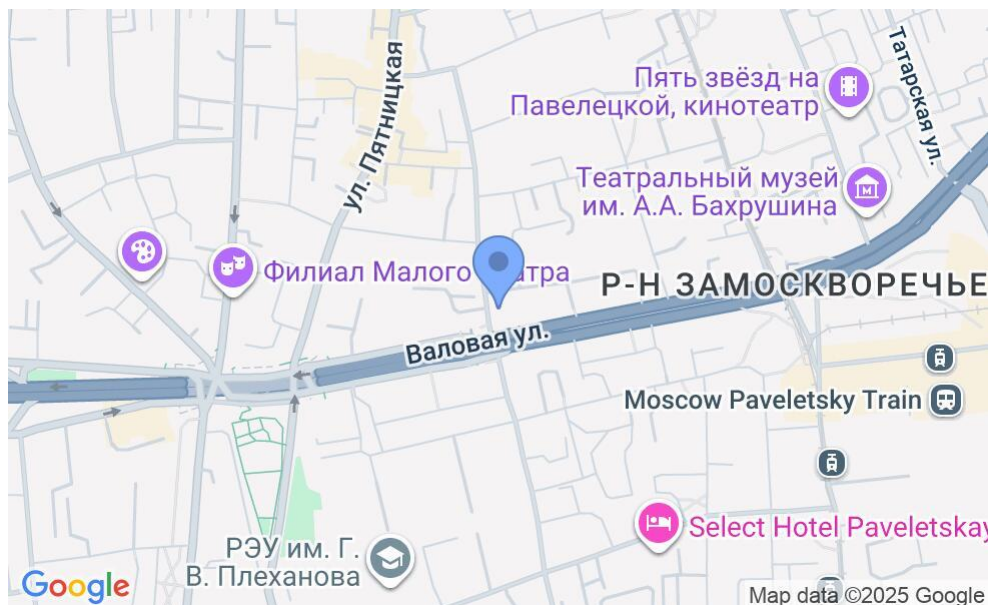 Татарская ул.
Пять звёзд на
Павелецкой, кинотеатр
ул. Пятницкая
Театральный музей
им. А.А. Бахрушина
M
Филиал Малого
Р-Н ЗАМОСКВОРЕЧЬЕ
Валовая ул.
Moscow Paveletsky Train
Select Hotel Paveletskay
РЭУ им. Г.
В. Плеханова
Google
Map data ©2025 Google